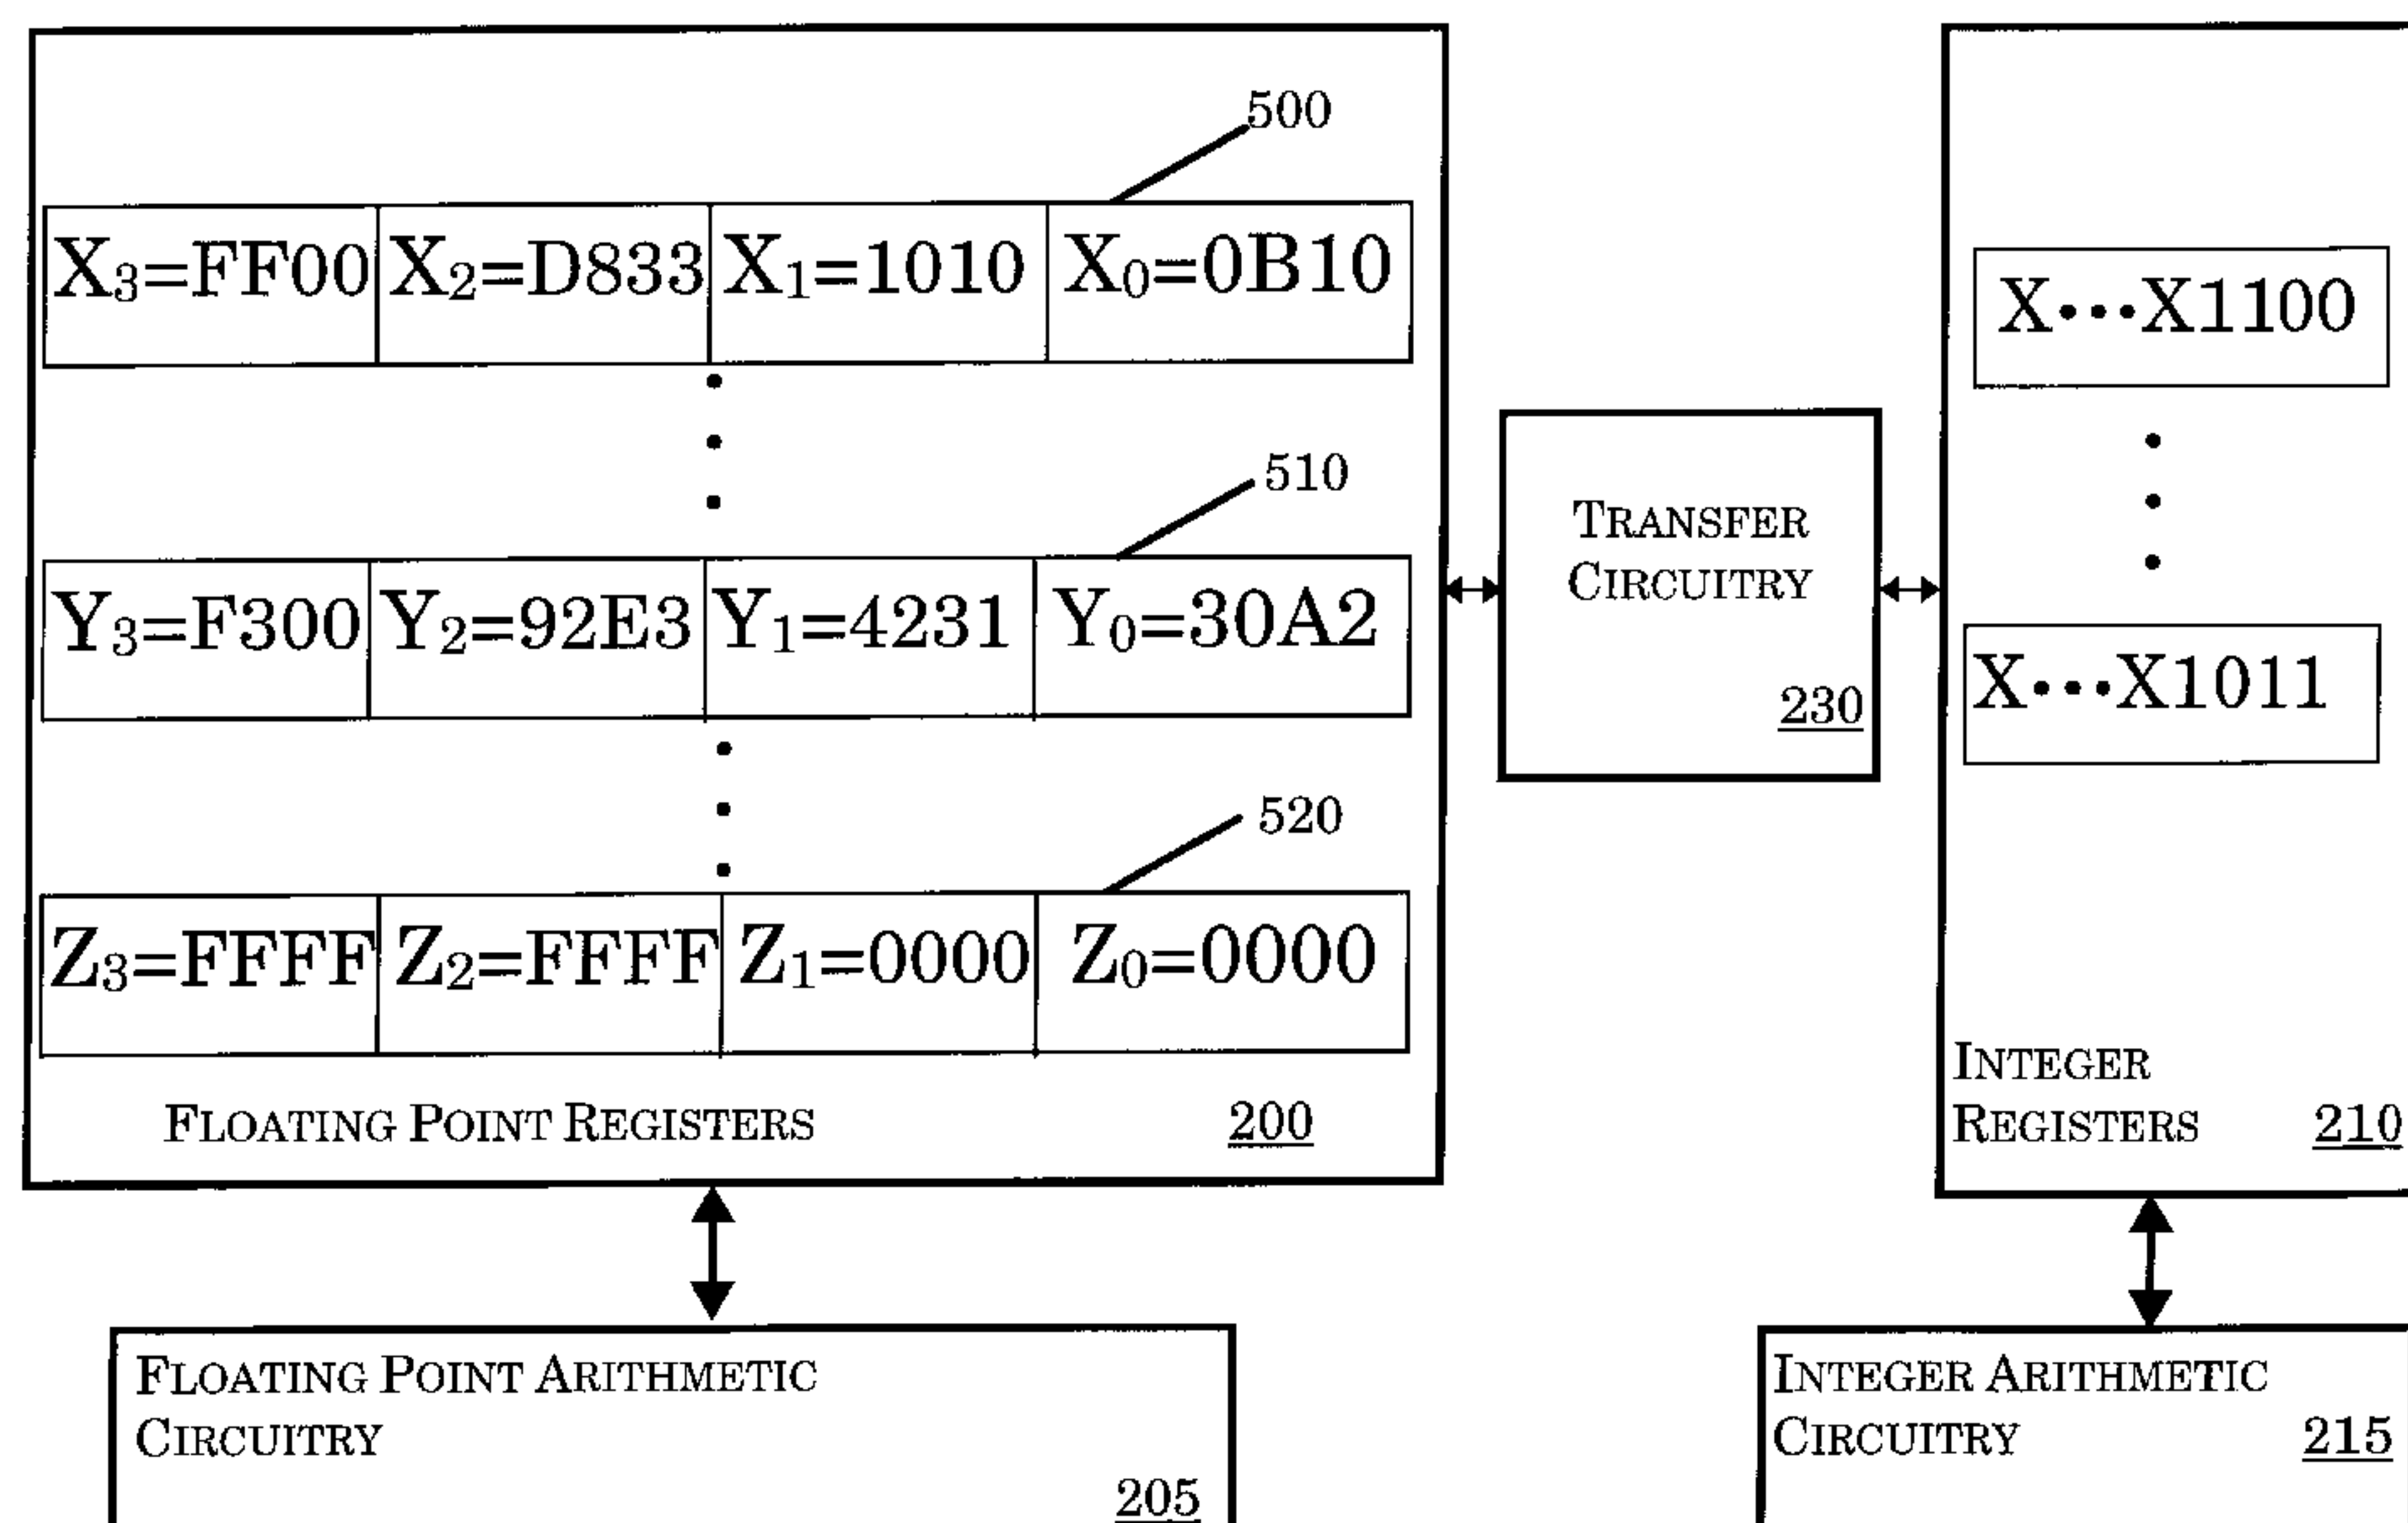 500
X₃=FF00 X₂=D833 X₁=1010 X₀=0B10
510
Y₃=F300 Y₂=92E3 Y₁=4231 Y₀=30A2
520
Z₃=FFFF Z₂=FFFF Z₁=0000 Z₀=0000
FLOATING POINT REGISTERS 200
TRANSFER
CIRCUITRY
230
X•••X1100
X•••X1011
INTEGER
REGISTERS 210
FLOATING POINT ARITHMETIC
CIRCUITRY
205
INTEGER ARITHMETIC
CIRCUITRY 215